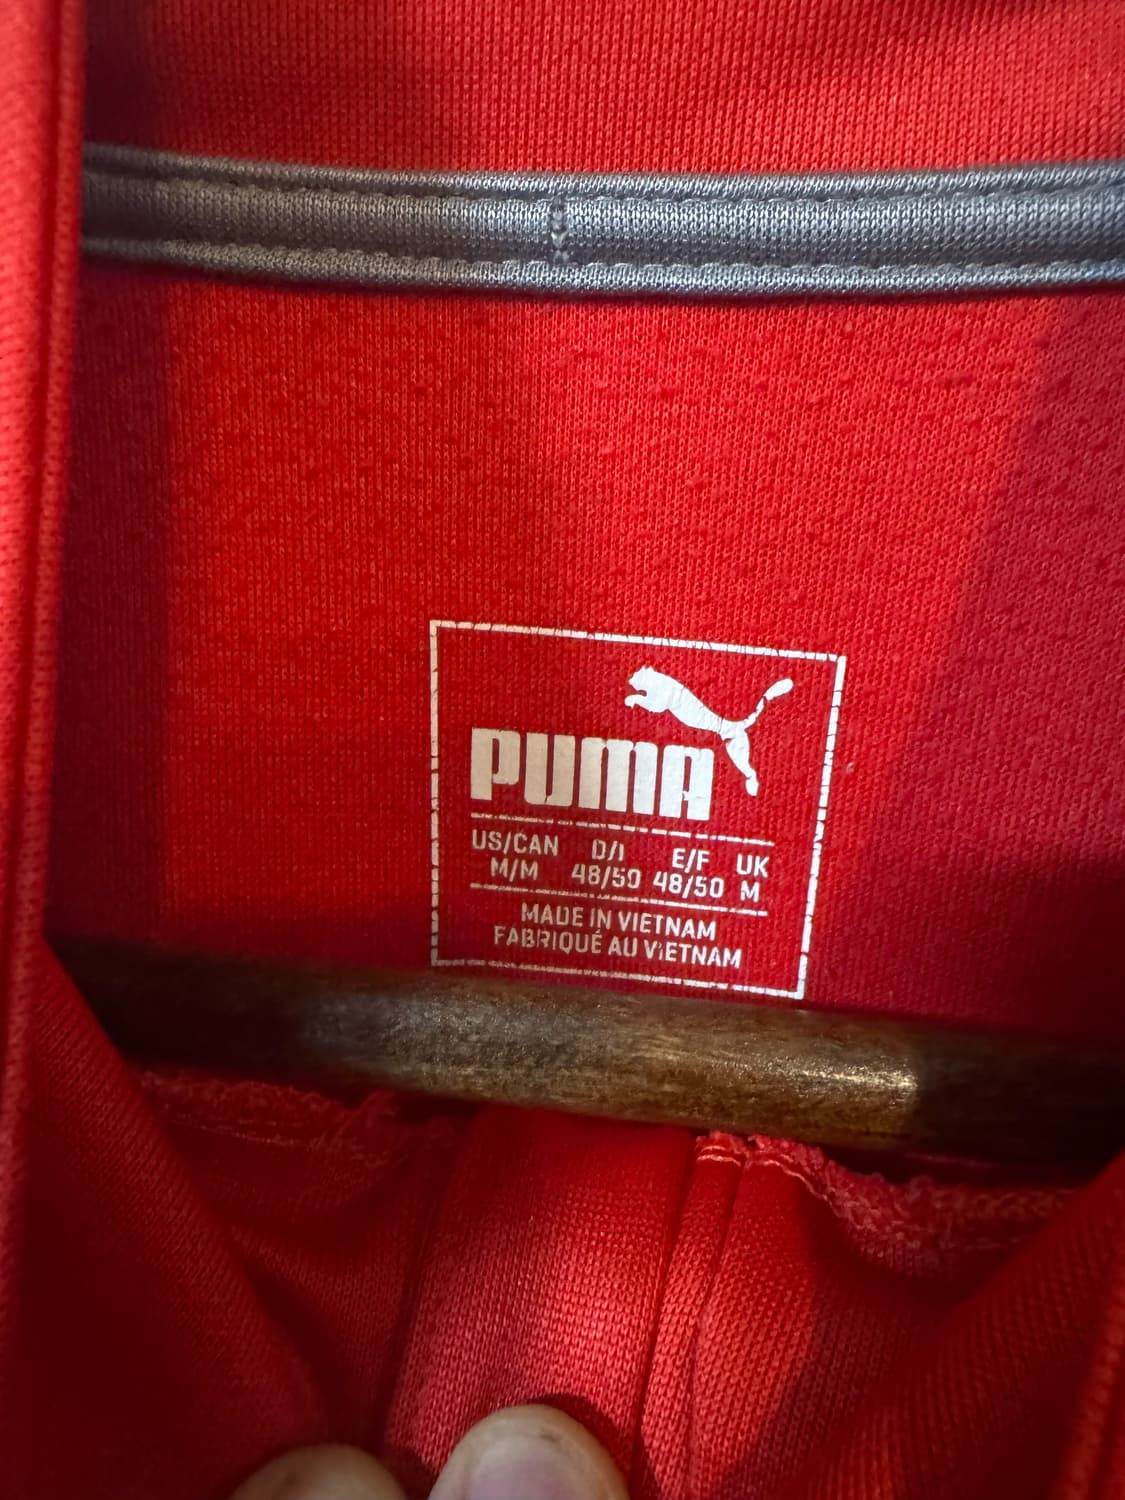 PUMA
US/CAN D/I E/F UK
M/M 48/50 48/50 M
MADE IN VIETNAM
FABRIQUÉ AU VIETNAM